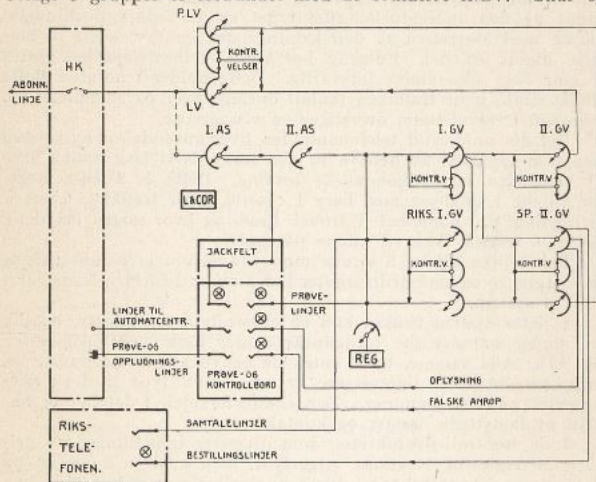 P.LV
HK
KONTR.
VELGER
ABONN.
LINJE
LV
I. AS
II. AS
I.GV
II.GV
KONTR.V
KONTR.V
L&COR
RIKS. I.GV
SP. II.GV
JACKFELT
KONTR.V
KONTR.V
PRØVE-
LINJER
LINJER TIL
AUTOMATCENTR.
REG
PRØVE-OG
OPPLUGNINGS-
LINJER
PRØVE-OG
KONTROLLBORD
OPLYSNING
FALSKE ANROP
SAMTALELINJER
RIKS-
TELE-
FONEN.
BESTILLINGSLINJER